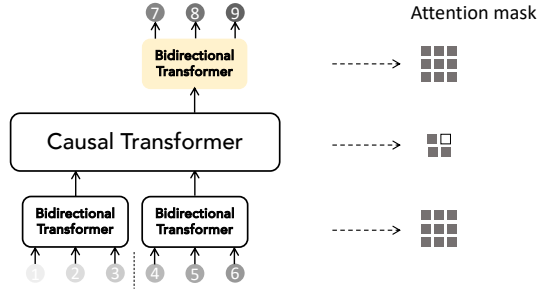 7 8 9 Attention mask
Bidirectional
Transformer
Causal Transformer
Bidirectional
Transformer
Bidirectional
Transformer
1 2 3 4 5 6